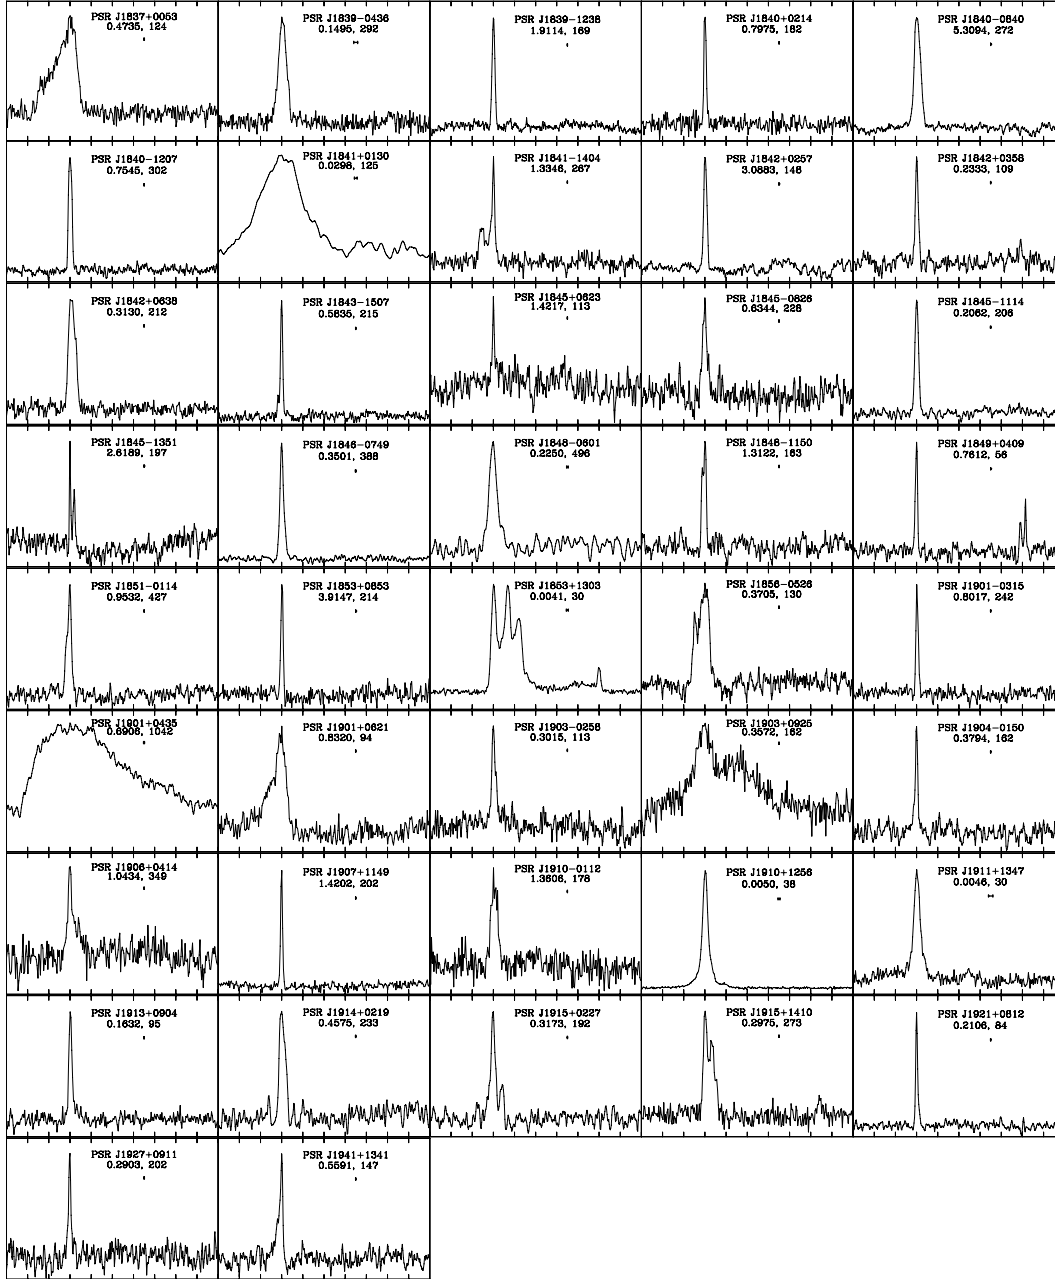 PSR J1837+0053
0.4735, 124
PSR J1839-0436
0.1495, 292
PSR J1839-1238
1.9114, 169
PSR J1840+0214
0.7975, 182
PSR J1840-0840
5.3094, 272
PSR J1840-1207
0.7545, 302
PSR J1841+0130
0.0298, 125
PSR J1841-1404
1.3346, 267
PSR J1842+0257
3.0883, 148
PSR J1842+0358
0.2333, 109
PSR J1842+0638
0.3130, 212
PSR J1843-1507
0.5835, 215
PSR J1845+0623
1.4217, 113
PSR J1845-0826
0.6344, 228
PSR J1845-1114
0.2062, 206
PSR J1845-1351
2.6189, 197
PSR J1846-0749
0.3501, 388
PSR J1848-0601
0.2250, 496
PSR J1848-1150
1.3122, 163
PSR J1849+0409
0.7612, 56
PSR J1851-0114
0.9532, 427
PSR J1853+0853
3.9147, 214
PSR J1853+1303
0.0041, 30
PSR J1856-0526
0.3705, 130
PSR J1901-0315
0.8017, 242
PSR J1901+0435
0.6906, 1042
PSR J1901+0621
0.8320, 94
PSR J1903-0258
0.3015, 113
PSR J1903+0925
0.3572, 162
PSR J1904-0150
0.3794, 162
PSR J1906+0414
1.0434, 349
PSR J1907+1149
1.4202, 202
PSR J1910-0112
1.3606, 178
PSR J1910+1256
0.0050, 38
PSR J1911+1347
0.0046, 30
PSR J1913+0904
0.1632, 95
PSR J1914+0219
0.4575, 233
PSR J1915+0227
0.3173, 192
PSR J1915+1410
0.2975, 273
PSR J1921+0812
0.2106, 84
PSR J1927+0911
0.2903, 202
PSR J1941+1341
0.5591, 147